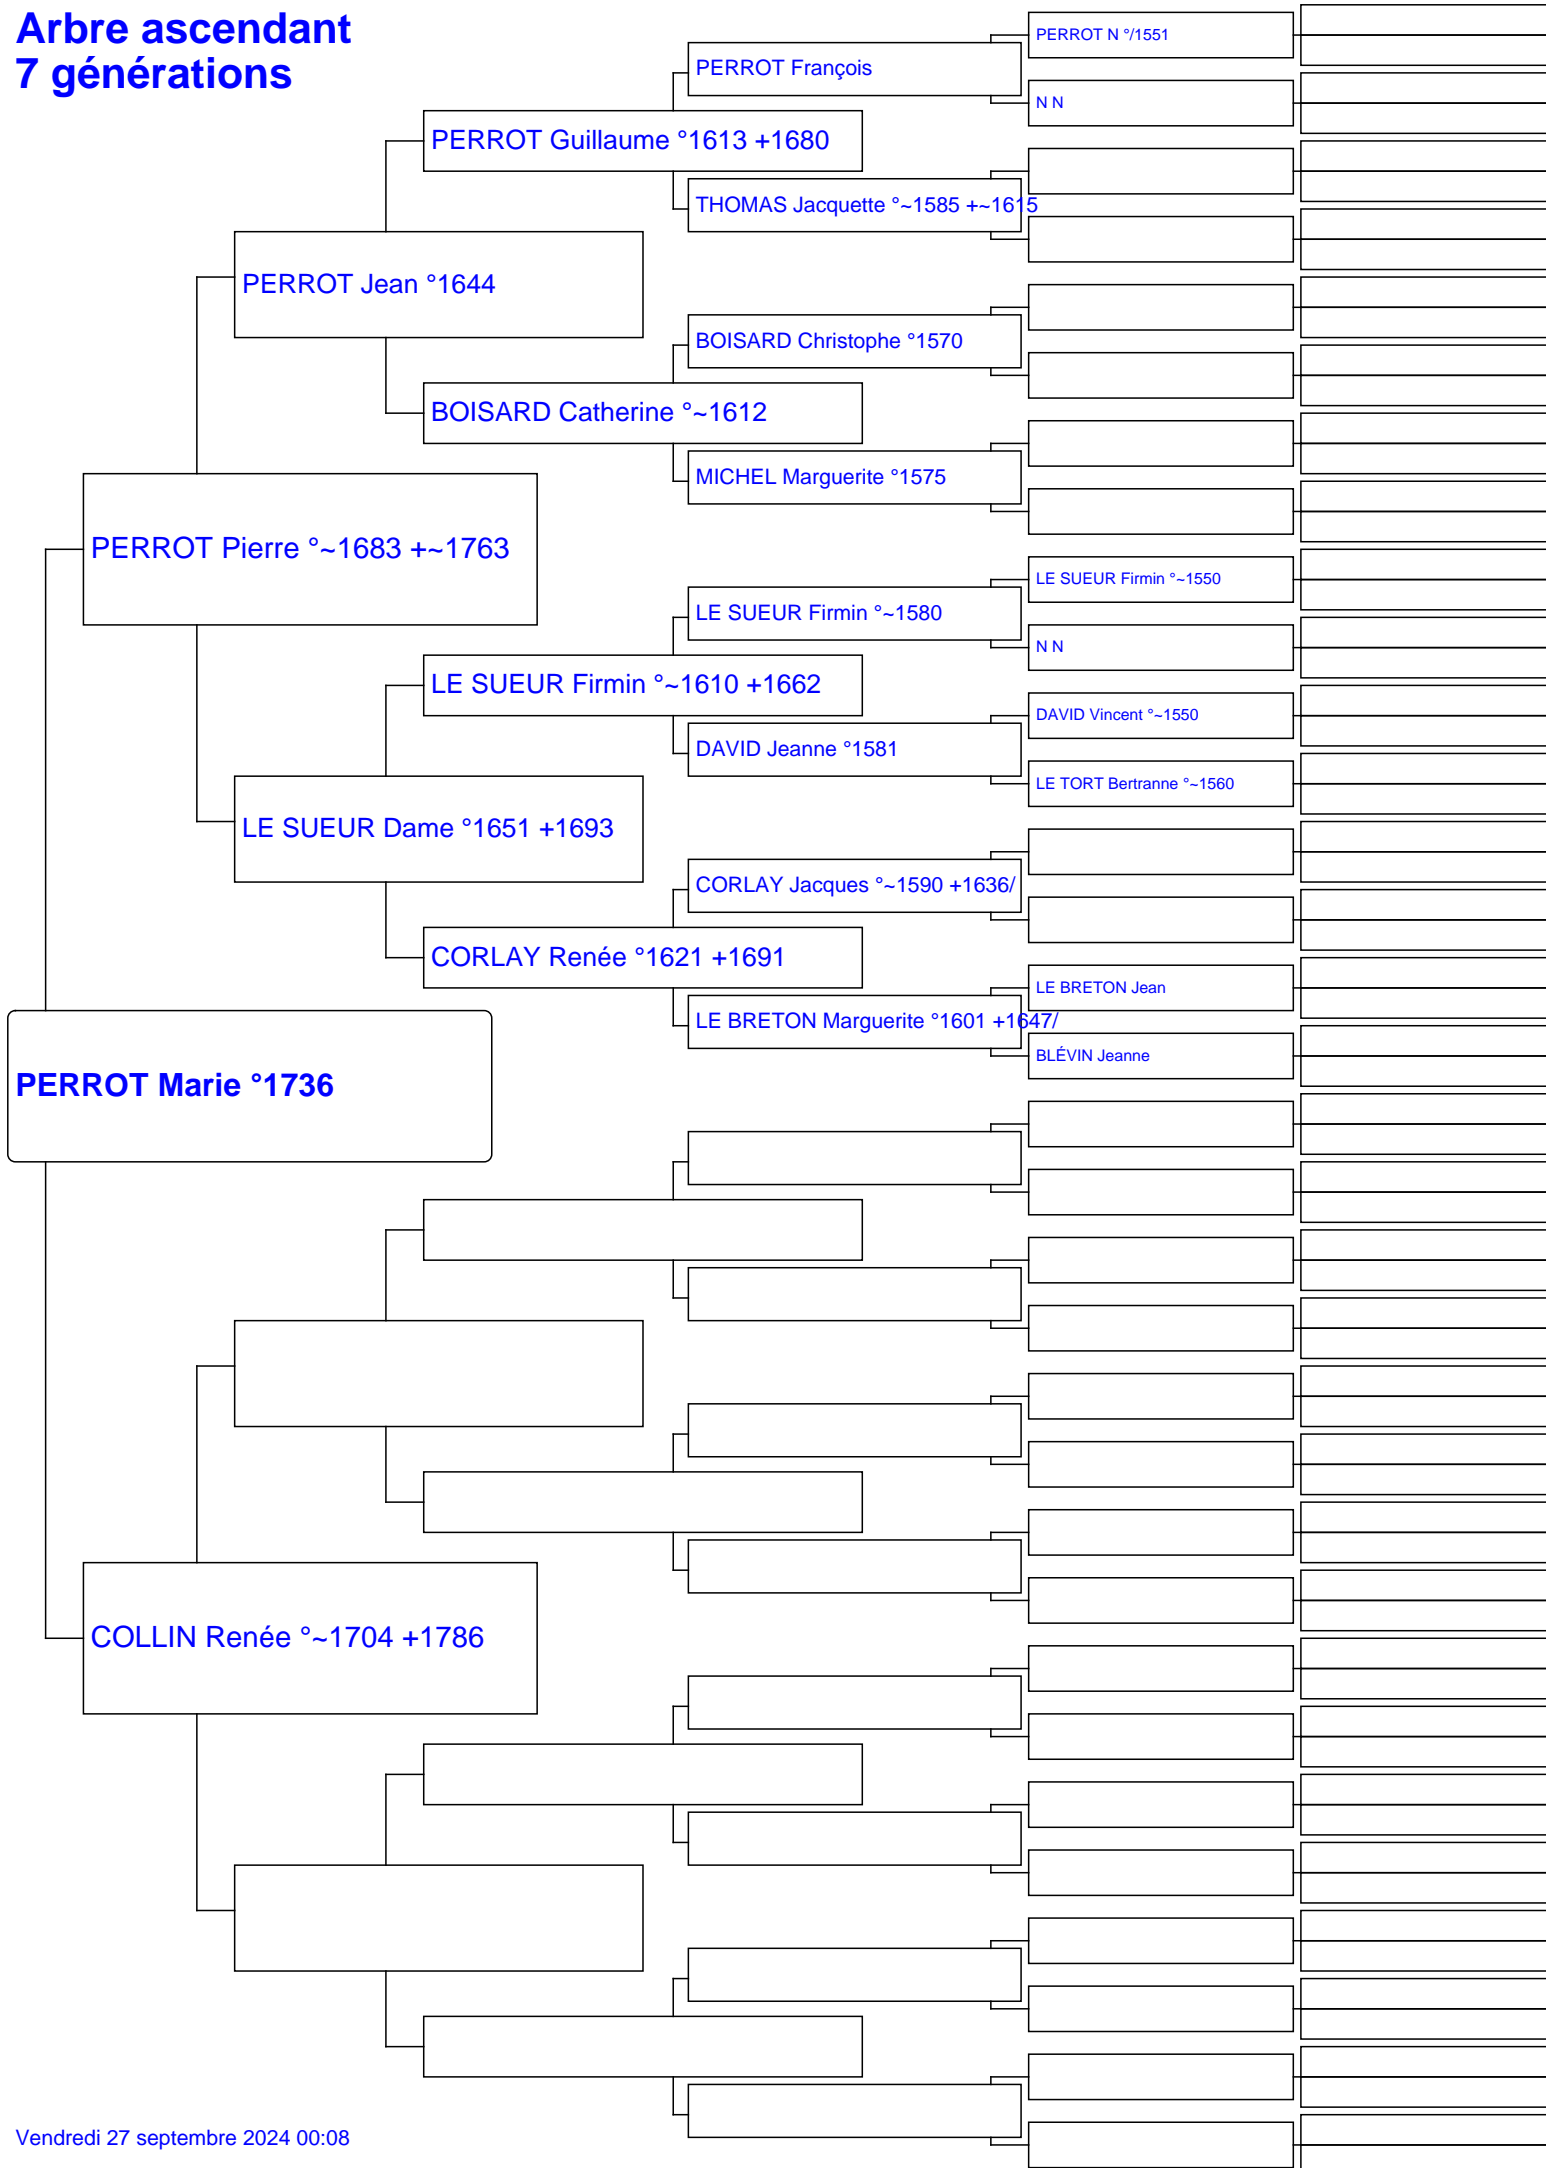 Arbre ascendant
7 générations
PERROT N °/1551
PERROT François
N N
PERROT Guillaume °1613 +1680
THOMAS Jacquette °~1585 +~1615
PERROT Jean °1644
BOISARD Christophe °1570
BOISARD Catherine °~1612
MICHEL Marguerite °1575
PERROT Pierre °~1683 +~1763
LE SUEUR Firmin °~1550
LE SUEUR Firmin °~1580
N N
LE SUEUR Firmin °~1610 +1662
DAVID Vincent °~1550
DAVID Jeanne °1581
LE TORT Bertranne °~1560
LE SUEUR Dame °1651 +1693
CORLAY Jacques °~1590 +1636/
CORLAY Renée °1621 +1691
LE BRETON Jean
LE BRETON Marguerite °1601 +1647/
BLÉVIN Jeanne
PERROT Marie °1736
COLLIN Renée °~1704 +1786
Vendredi 27 septembre 2024 00:08